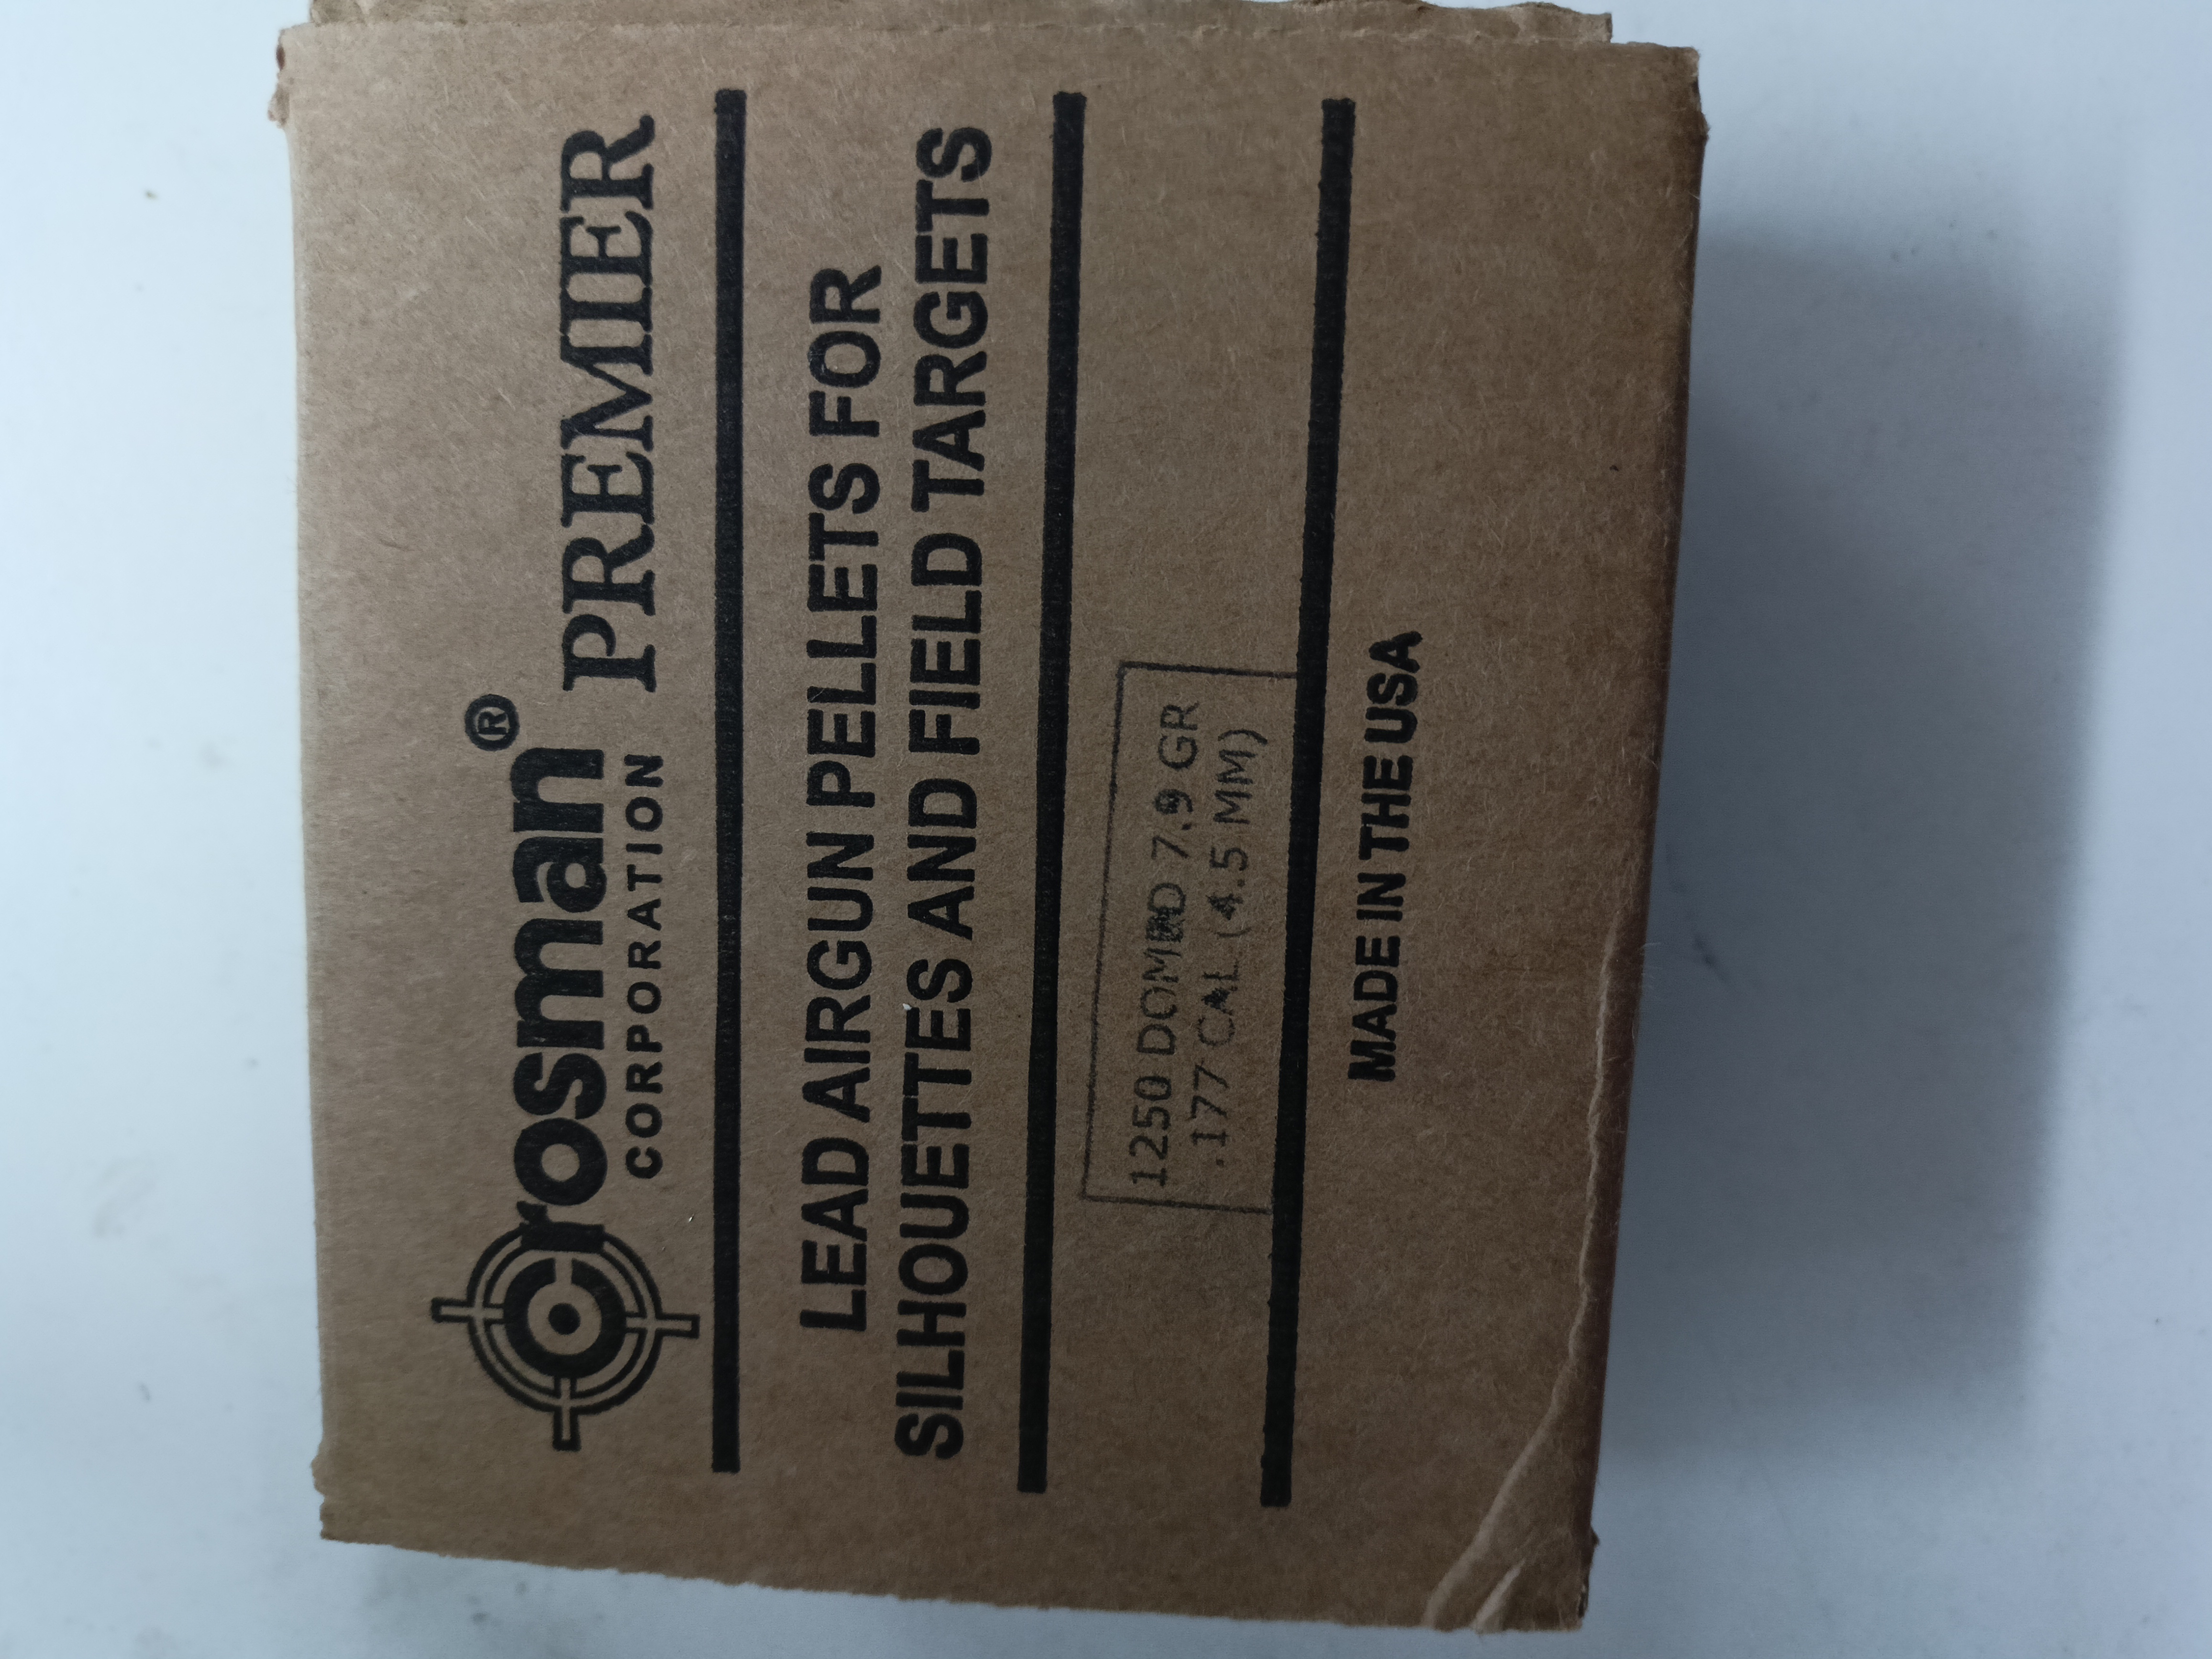 crosman® PREMIER
CORPORATION
LEAD AIRGUN PELLETS FOR
SILHOUETTES AND FIELD TARGETS
1250 DOMED 7.9 GR
.177 CAL (4.5 MM)
MADE IN THE USA